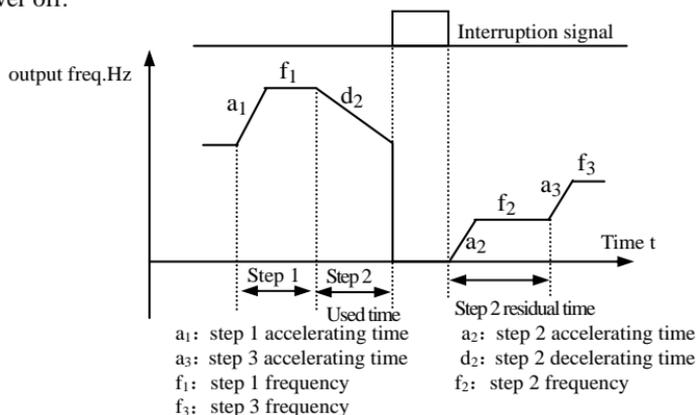 ver off.
Interruption signal
output freq.Hz
f1
a1
d2
f3
a3
f2
a2
Time t
Step 1
Step 2
Used time
Step 2 residual time
a1: step 1 accelerating time
a2: step 2 accelerating time
a3: step 3 accelerating time
d2: step 2 decelerating time
f1: step 1 frequency
f2: step 2 frequency
f3: step 3 frequency